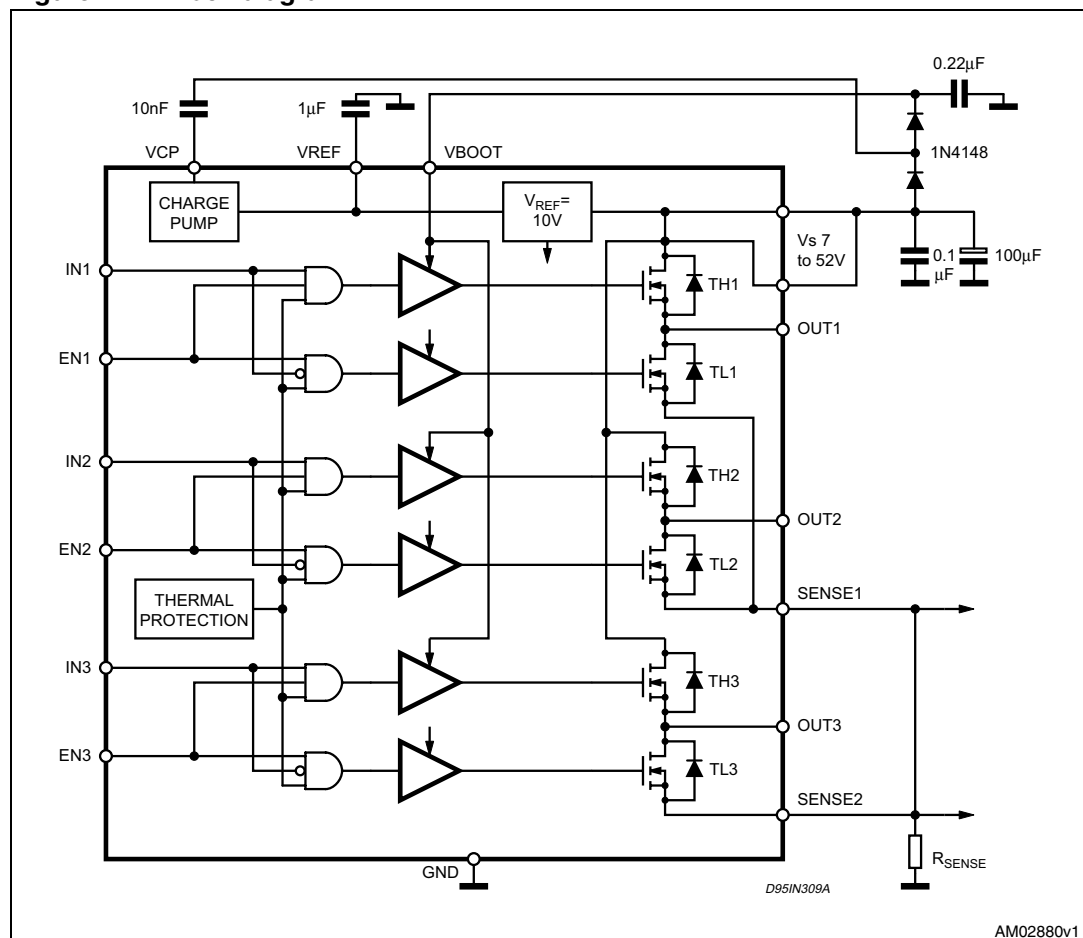 0.22μF
10nF
1μF
VCP
VREF
VBOOT
1N4148
CHARGE
PUMP
VREF=
10V
Vs 7
to 52V
0.1
μF
100μF
IN1
TH1
OUT1
EN1
TL1
IN2
TH2
OUT2
EN2
TL2
THERMAL
PROTECTION
SENSE1
IN3
TH3
OUT3
EN3
TL3
SENSE2
GND
RSENSE
D95IN309A
AM02880v1